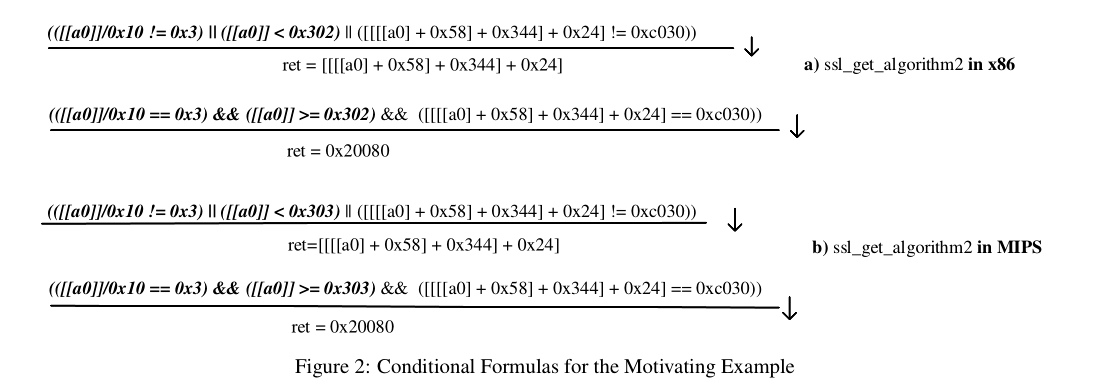 (([[a0]]/0x10 != 0x3) || ([[a0]] < 0x302) || ([[[[a0] + 0x58] + 0x344] + 0x24] != 0xc030))
ret = [[[[a0] + 0x58] + 0x344] + 0x24]
a) ssl_get_algorithm2 in x86
(([[a0]]/0x10 == 0x3) && ([[a0]] >= 0x302) && ([[[[a0] + 0x58] + 0x344] + 0x24] == 0xc030))
ret = 0x20080
(([[a0]]/0x10 != 0x3) || ([[a0]] < 0x303) || ([[[[a0] + 0x58] + 0x344] + 0x24] != 0xc030))
ret=[[[[a0] + 0x58] + 0x344] + 0x24]
b) ssl_get_algorithm2 in MIPS
(([[a0]]/0x10 == 0x3) && ([[a0]] >= 0x303) && ([[[[a0] + 0x58] + 0x344] + 0x24] == 0xc030))
ret = 0x20080
Figure 2: Conditional Formulas for the Motivating Example